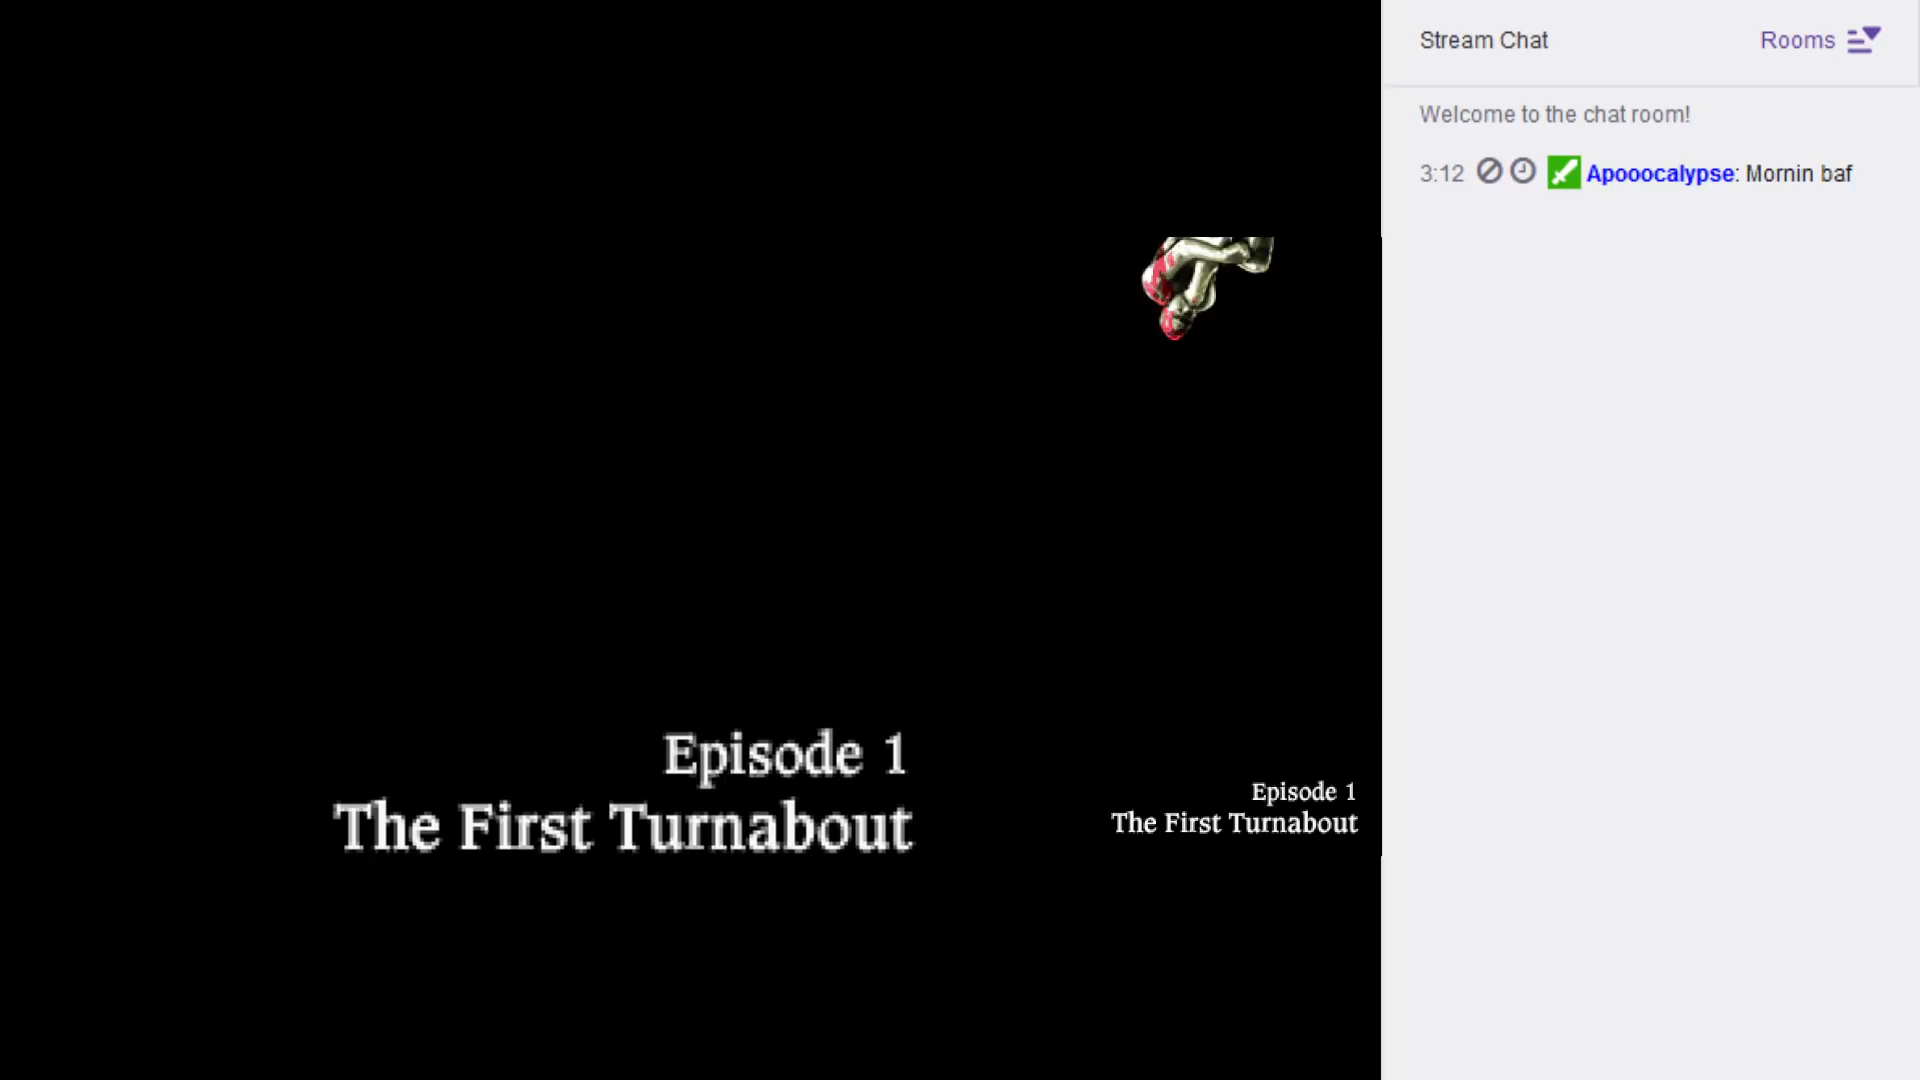 Stream Chat
Rooms
Welcome to the chat room!
3:12 Apooocalypse: Mornin baf
Episode 1
The First Turnabout
Episode 1
The First Turnabout